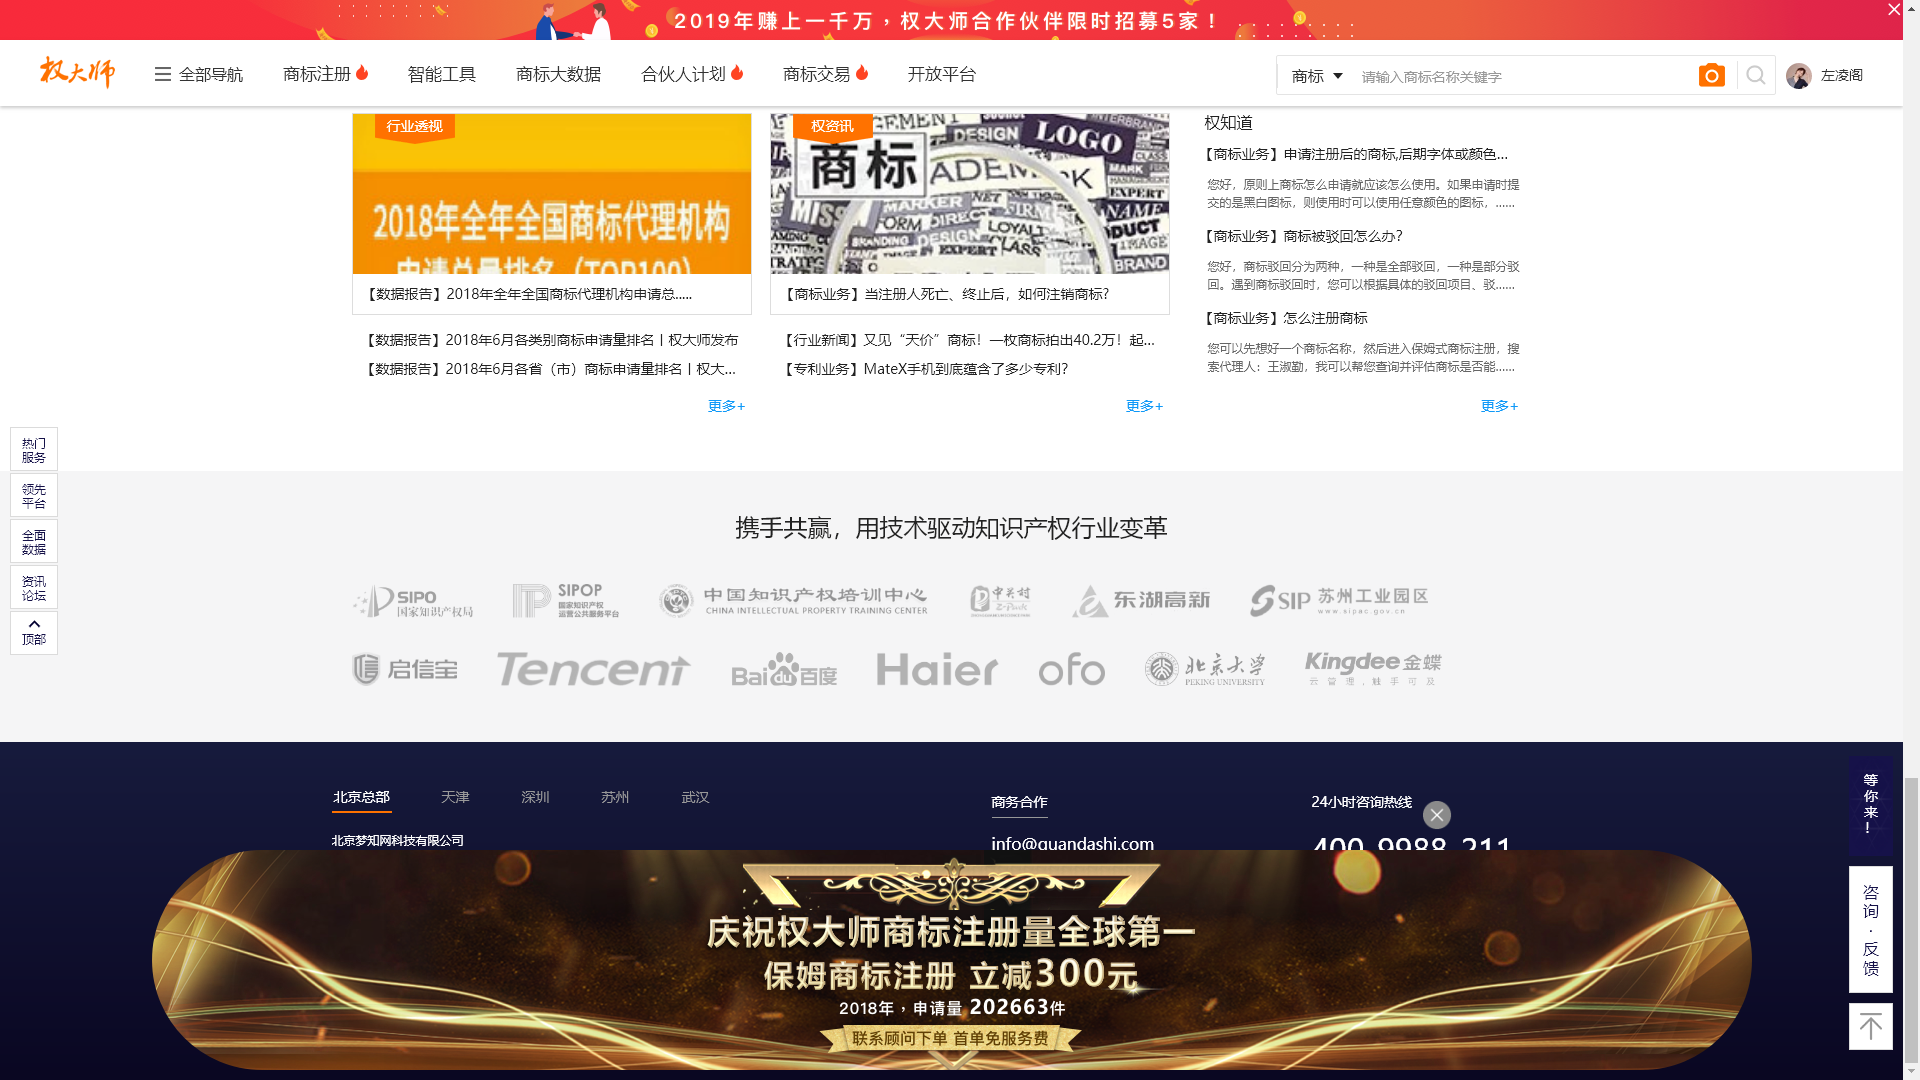 2019年赚上一千万，权大师合作伙伴限时招募5家！
权大师
全部导航
商标注册
智能工具
商标大数据
合伙人计划
商标交易
开放平台
商标
请输入商标名称关键字
左凌阁
行业透视
2018年全年全国商标代理机构
申请总量排名（TOP100）
【数据报告】2018年全年全国商标代理机构申请总.....
【数据报告】2018年6月各类别商标申请量排名丨权大师发布
【数据报告】2018年6月各省（市）商标申请量排名丨权大...
更多+
权资讯
商标
LOGO
DESIGN
MARKER
DESIGN
LOYALTY
EXPERT
NAME
IMAGE
BRAND
【商标业务】当注册人死亡、终止后，如何注销商标?
【行业新闻】又见“天价”商标！一枚商标拍出40.2万！起...
【专利业务】MateX手机到底蕴含了多少专利?
更多+
权知道
【商标业务】申请注册后的商标,后期字体或颜色...
您好，原则上商标怎么申请就应该怎么使用。如果申请时提
交的是黑白图标，则使用时可以使用任意颜色的图标，......
【商标业务】商标被驳回怎么办?
您好，商标驳回分为两种，一种是全部驳回，一种是部分驳
回。遇到商标驳回时，您可以根据具体的驳回项目、驳......
【商标业务】怎么注册商标
您可以先想好一个商标名称，然后进入保姆式商标注册，搜
索代理人：王淑勤，我可以帮您查询并评估商标是否能......
更多+
热门
服务
领先
平台
全面
数据
资讯
论坛
顶部
携手共赢，用技术驱动知识产权行业变革
SIPO
国家知识产权局
IP
SIPOP
国家知识产权
运营公共服务平台
中国知识产权培训中心
CHINA INTELLECTUAL PROPERTY TRAINING CENTER
中关村
Z-Park
东湖高新
SIP
苏州工业园区
www.sipac.gov.cn
启信宝
Tencent
Bai du 百度
Haier
ofo
北京大学
PEKING UNIVERSITY
Kingdee金蝶
云管理，触手可及
北京总部
天津
深圳
苏州
武汉
北京梦知网科技有限公司
商务合作
info@quandashi.com
24小时咨询热线
400-9988-211
庆祝权大师商标注册量全球第一
保姆商标注册 立减300元
2018年，申请量 202663件
联系顾问下单 首单免服务费
等你来！
咨询·反馈